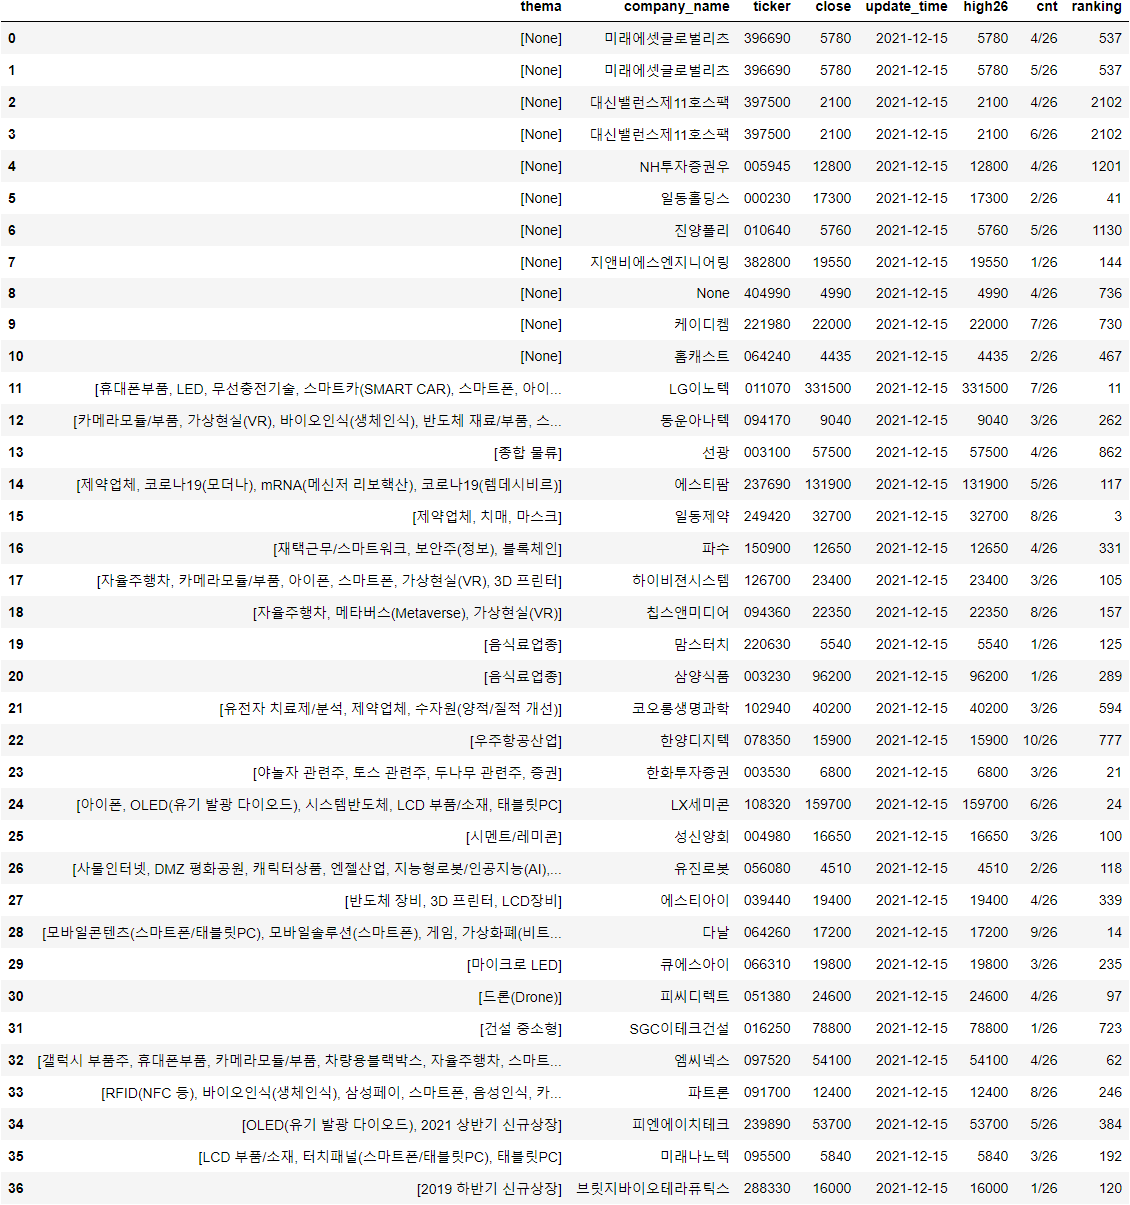 thema company_name ticker close update_time high26 cnt ranking
0 [None] 미래에셋글로벌리츠 396690 5780 2021-12-15 5780 4/26 537
1 [None] 미래에셋글로벌리츠 396690 5780 2021-12-15 5780 5/26 537
2 [None] 대신밸런스제11호스팩 397500 2100 2021-12-15 2100 4/26 2102
3 [None] 대신밸런스제11호스팩 397500 2100 2021-12-15 2100 6/26 2102
4 [None] NH투자증권우 005945 12800 2021-12-15 12800 4/26 1201
5 [None] 일동홀딩스 000230 17300 2021-12-15 17300 2/26 41
6 [None] 진양폴리 010640 5760 2021-12-15 5760 5/26 1130
7 [None] 지앤비에스엔지니어링 382800 19550 2021-12-15 19550 1/26 144
8 [None] None 404990 4990 2021-12-15 4990 4/26 736
9 [None] 케이디켐 221980 22000 2021-12-15 22000 7/26 730
10 [None] 홈캐스트 064240 4435 2021-12-15 4435 2/26 467
11 [휴대폰부품, LED, 무선충전기술, 스마트카(SMART CAR), 스마트폰, 아이... LG이노텍 011070 331500 2021-12-15 331500 7/26 11
12 [카메라모듈/부품, 가상현실(VR), 바이오인식(생체인식), 반도체 재료/부품, 스... 동운아나텍 094170 9040 2021-12-15 9040 3/26 262
13 [종합 물류] 선광 003100 57500 2021-12-15 57500 4/26 862
14 [제약업체, 코로나19(모더나), mRNA(메신저 리보핵산), 코로나19(렘데시비르)] 에스티팜 237690 131900 2021-12-15 131900 5/26 117
15 [제약업체, 치매, 마스크] 일동제약 249420 32700 2021-12-15 32700 8/26 3
16 [재택근무/스마트워크, 보안주(정보), 블록체인] 파수 150900 12650 2021-12-15 12650 4/26 331
17 [자율주행차, 카메라모듈/부품, 아이폰, 스마트폰, 가상현실(VR), 3D 프린터] 하이비젼시스템 126700 23400 2021-12-15 23400 3/26 105
18 [자율주행차, 메타버스(Metaverse), 가상현실(VR)] 칩스앤미디어 094360 22350 2021-12-15 22350 8/26 157
19 [음식료업종] 맘스터치 220630 5540 2021-12-15 5540 1/26 125
20 [음식료업종] 삼양식품 003230 96200 2021-12-15 96200 1/26 289
21 [유전자 치료제/분석, 제약업체, 수자원(양적/질적 개선)] 코오롱생명과학 102940 40200 2021-12-15 40200 3/26 594
22 [우주항공산업] 한양디지텍 078350 15900 2021-12-15 15900 10/26 777
23 [야놀자 관련주, 토스 관련주, 두나무 관련주, 증권] 한화투자증권 003530 6800 2021-12-15 6800 3/26 21
24 [아이폰, OLED(유기 발광 다이오드), 시스템반도체, LCD 부품/소재, 태블릿PC] LX세미콘 108320 159700 2021-12-15 159700 6/26 24
25 [시멘트/레미콘] 성신양회 004980 16650 2021-12-15 16650 3/26 100
26 [사물인터넷, DMZ 평화공원, 캐릭터상품, 엔젤산업, 지능형로봇/인공지능(AI),... 유진로봇 056080 4510 2021-12-15 4510 2/26 118
27 [반도체 장비, 3D 프린터, LCD장비] 에스티아이 039440 19400 2021-12-15 19400 4/26 339
28 [모바일콘텐츠(스마트폰/태블릿PC), 모바일솔루션(스마트폰), 게임, 가상화폐(비트... 다날 064260 17200 2021-12-15 17200 9/26 14
29 [마이크로 LED] 큐에스아이 066310 19800 2021-12-15 19800 3/26 235
30 [드론(Drone)] 피씨디렉트 051380 24600 2021-12-15 24600 4/26 97
31 [건설 중소형] SGC이테크건설 016250 78800 2021-12-15 78800 1/26 723
32 [갤럭시 부품주, 휴대폰부품, 카메라모듈/부품, 차량용블랙박스, 자율주행차, 스마트... 엠씨넥스 097520 54100 2021-12-15 54100 4/26 62
33 [RFID(NFC 등), 바이오인식(생체인식), 삼성페이, 스마트폰, 음성인식, 카... 파트론 091700 12400 2021-12-15 12400 8/26 246
34 [OLED(유기 발광 다이오드), 2021 상반기 신규상장] 피엔에이치테크 239890 53700 2021-12-15 53700 5/26 384
35 [LCD 부품/소재, 터치패널(스마트폰/태블릿PC), 태블릿PC] 미래나노텍 095500 5840 2021-12-15 5840 3/26 192
36 [2019 하반기 신규상장] 브릿지바이오테라퓨틱스 288330 16000 2021-12-15 16000 1/26 120